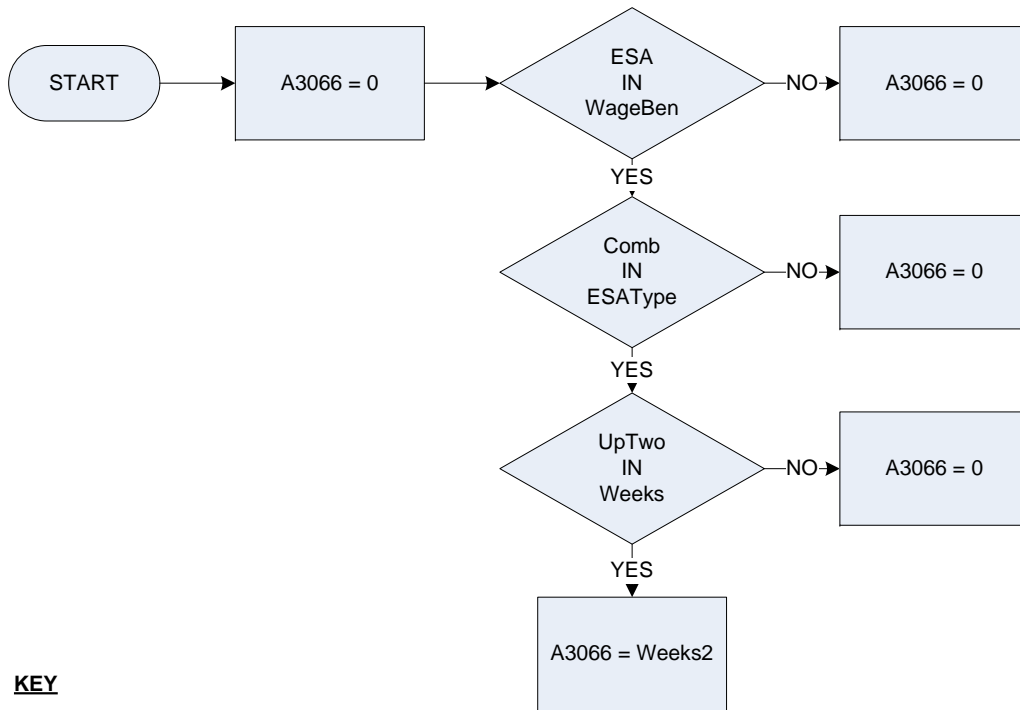 START
A3066 = 0
ESA
IN
WageBen
NO
A3066 = 0
YES
Comb
IN
ESAType
NO
A3066 = 0
YES
UpTwo
IN
Weeks
NO
A3066 = 0
YES
A3066 = Weeks2
KEY